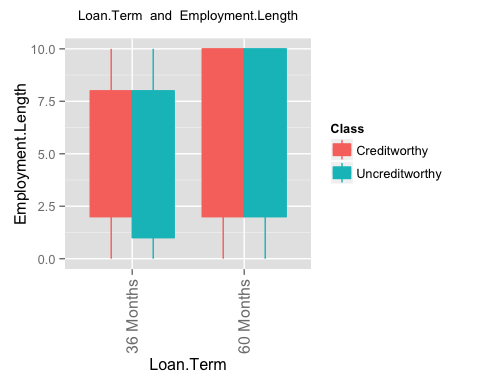 Loan.Term and Employment.Length
Employment.Length
10.0
7.5
5.0
2.5
0.0
36 Months
60 Months
Loan.Term
Class
Creditworthy
Uncreditworthy